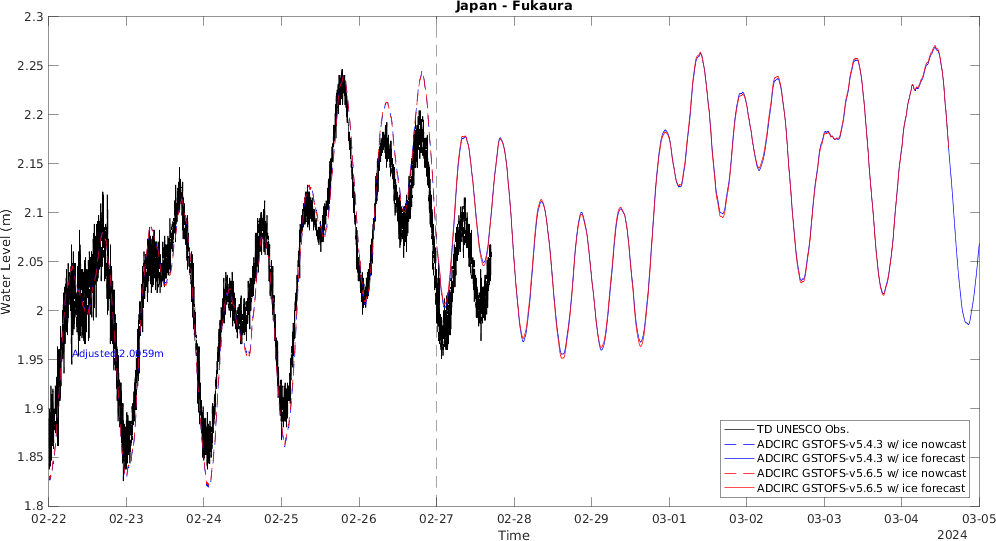 Japan - Fukaura
2.3
2.25
2.2
2.15
2.1
2.05
2
1.95
1.9
1.85
1.8
Water Level (m)
Adjusted 2.0959m
TD UNESCO Obs.
ADCIRC GSTOFS-v5.4.3 w/ ice nowcast
ADCIRC GSTOFS-v5.4.3 w/ ice forecast
ADCIRC GSTOFS-v5.6.5 w/ ice nowcast
ADCIRC GSTOFS-v5.6.5 w/ ice forecast
02-22 02-23 02-24 02-25 02-26 02-27 02-28 02-29 03-01 03-02 03-03 03-04 03-05
Time
2024